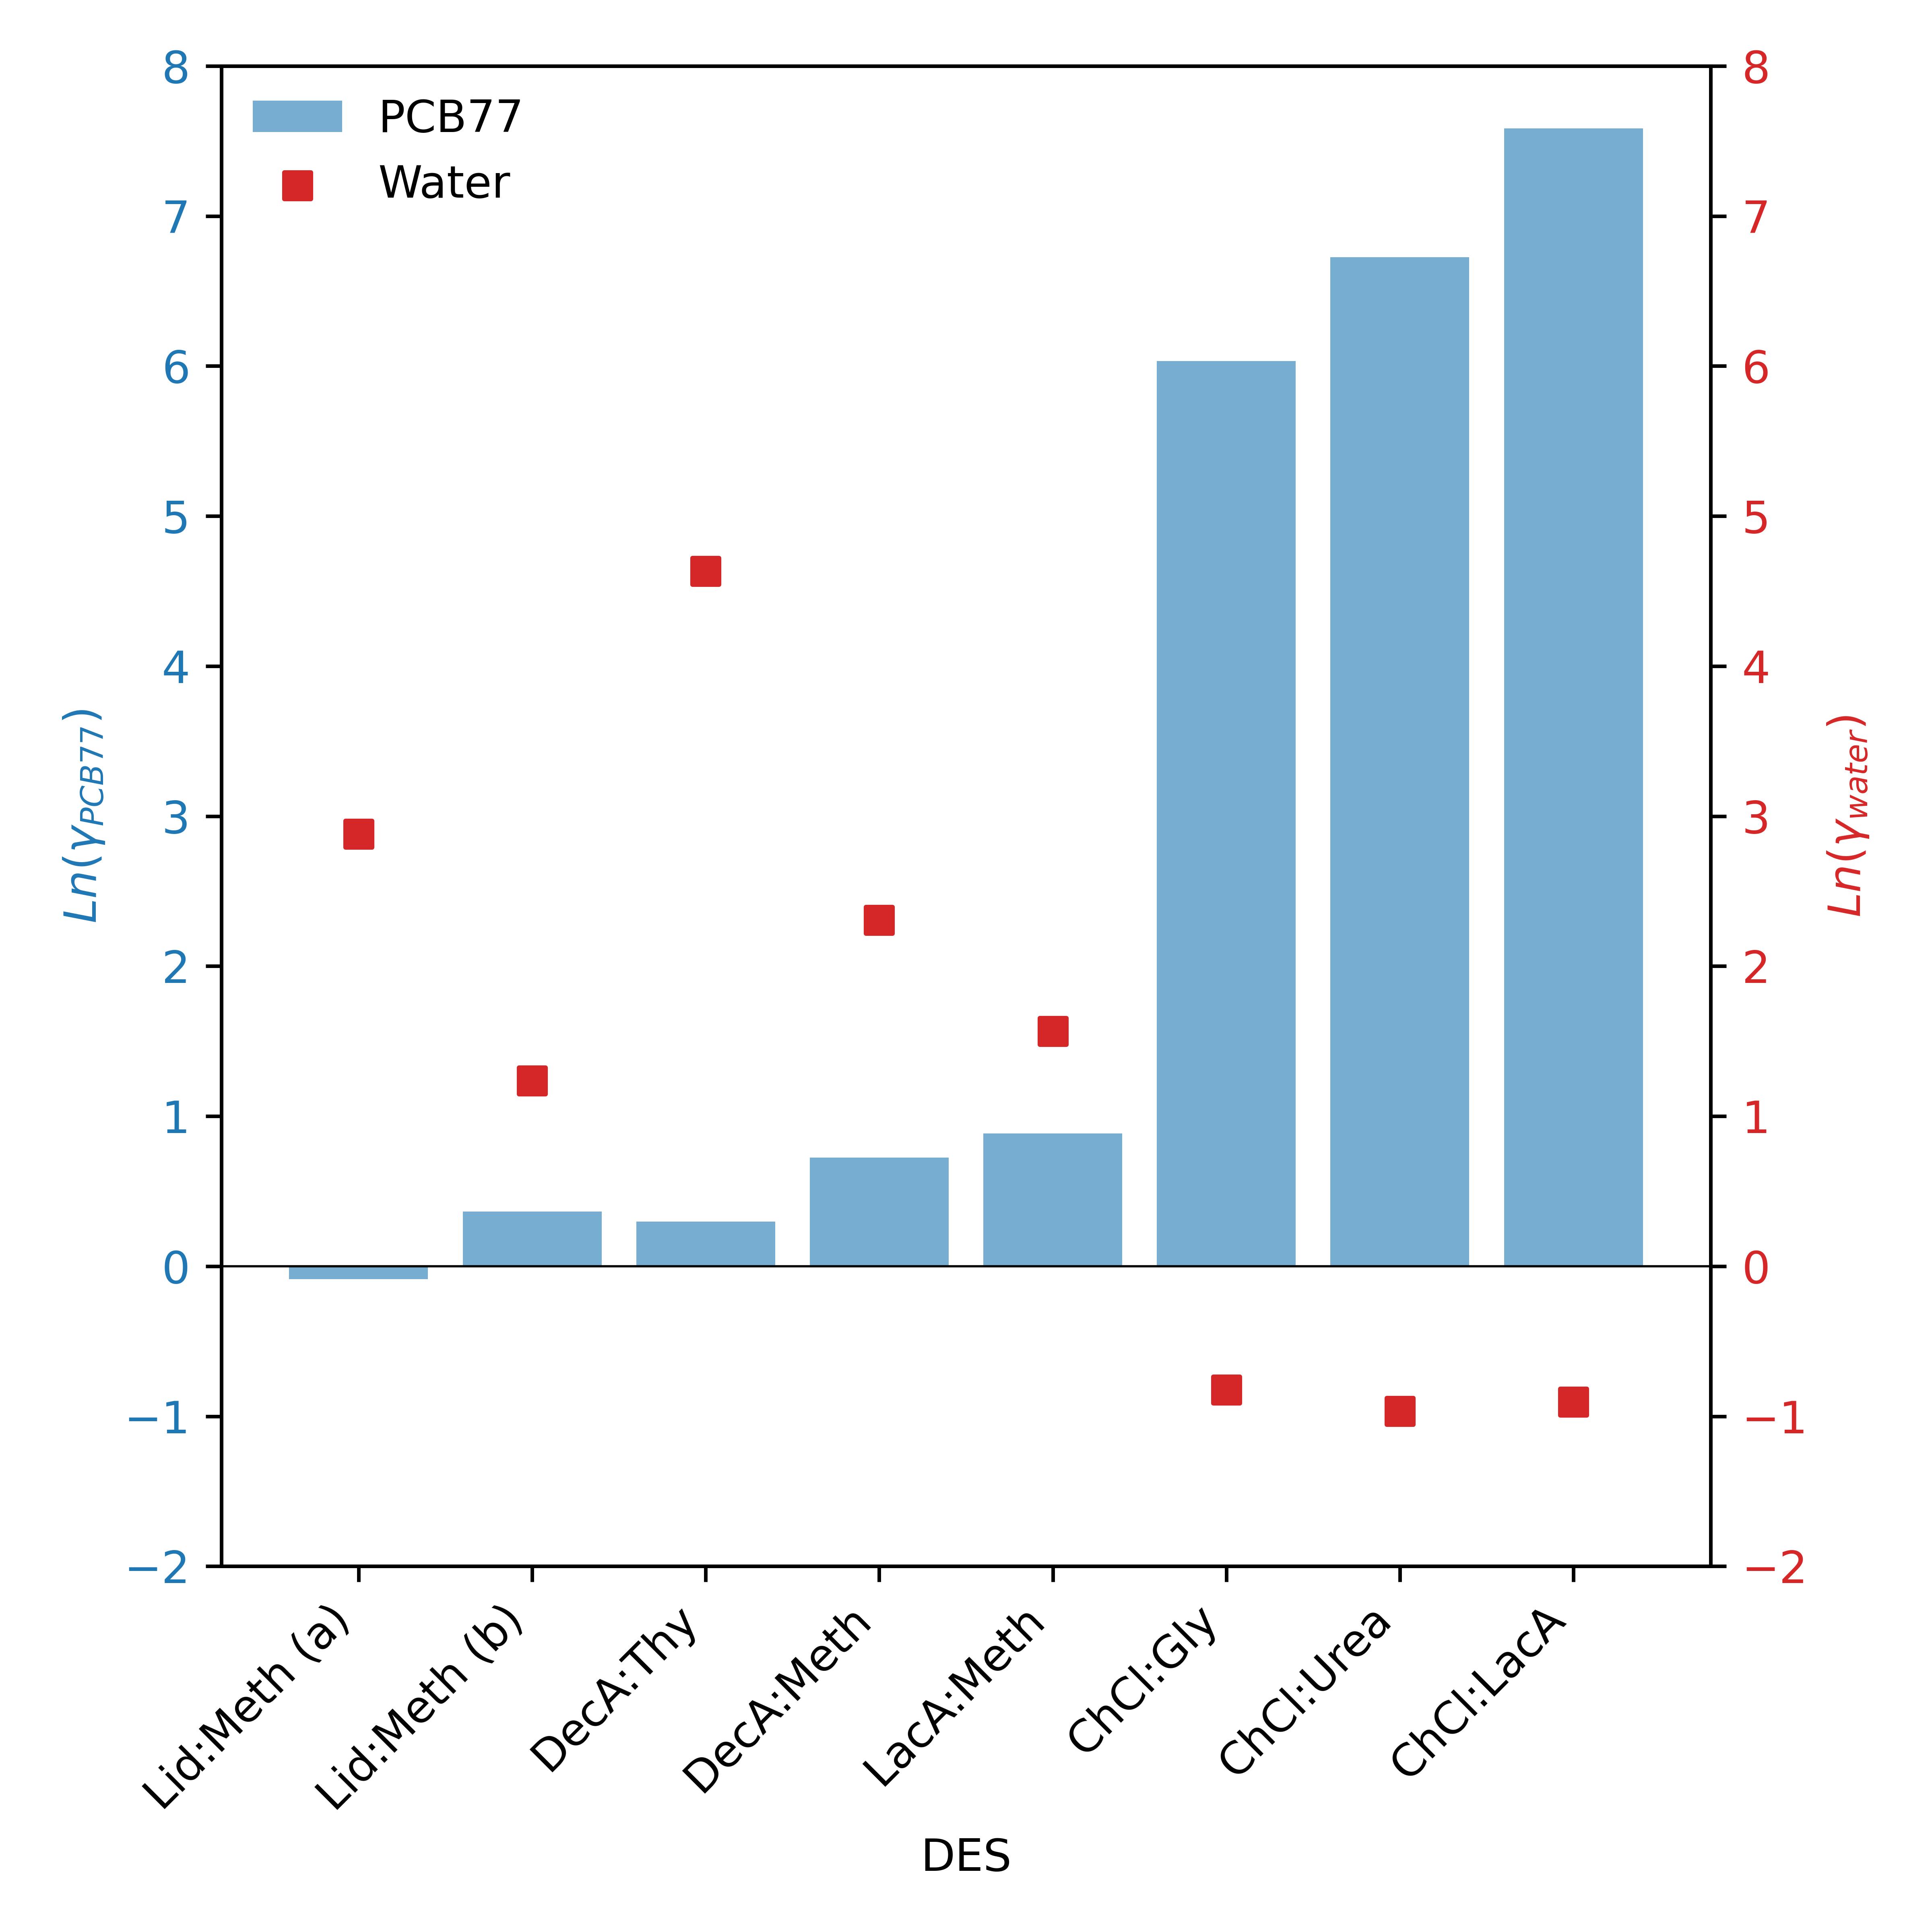 PCB77
Water
8
7
6
5
4
3
2
1
0
−1
−2
Ln(γPCB77)
8
7
6
5
4
3
2
1
0
−1
−2
Ln(γwater)
Lid:Meth (a)
Lid:Meth (b)
DecA:Thy
DecA:Meth
LacA:Meth
ChCl:Gly
ChCl:Urea
ChCl:LacA
DES